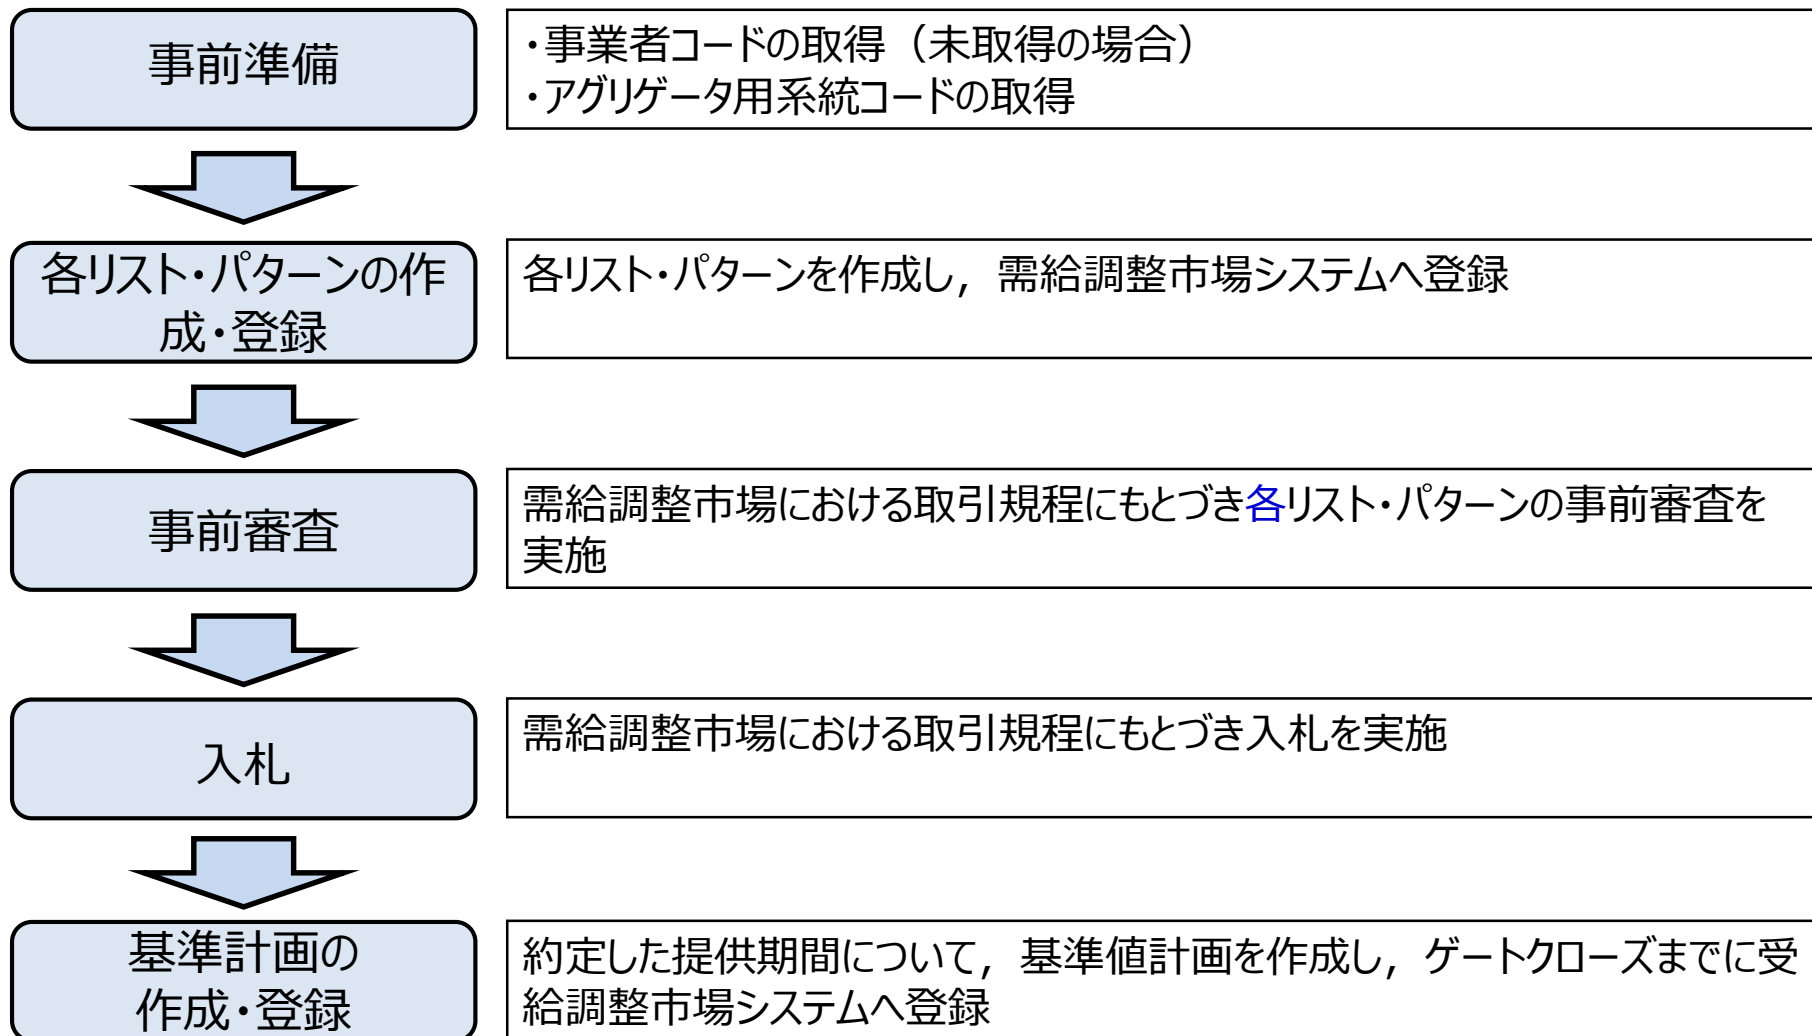 事前準備
・事業者コードの取得（未取得の場合）
・アグリゲータ用系統コードの取得
各リスト・パターンの作
成・登録
各リスト・パターンを作成し，需給調整市場システムへ登録
事前審査
需給調整市場における取引規程にもとづき各リスト・パターンの事前審査を
実施
入札
需給調整市場における取引規程にもとづき入札を実施
基準計画の
作成・登録
約定した提供期間について，基準値計画を作成し，ゲートクローズまでに受
給調整市場システムへ登録